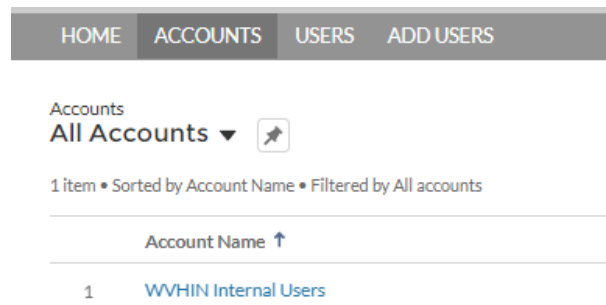 HOME ACCOUNTS USERS ADD USERS
Accounts
All Accounts
1 item • Sorted by Account Name • Filtered by All accounts
Account Name ↑
1 WVHIN Internal Users